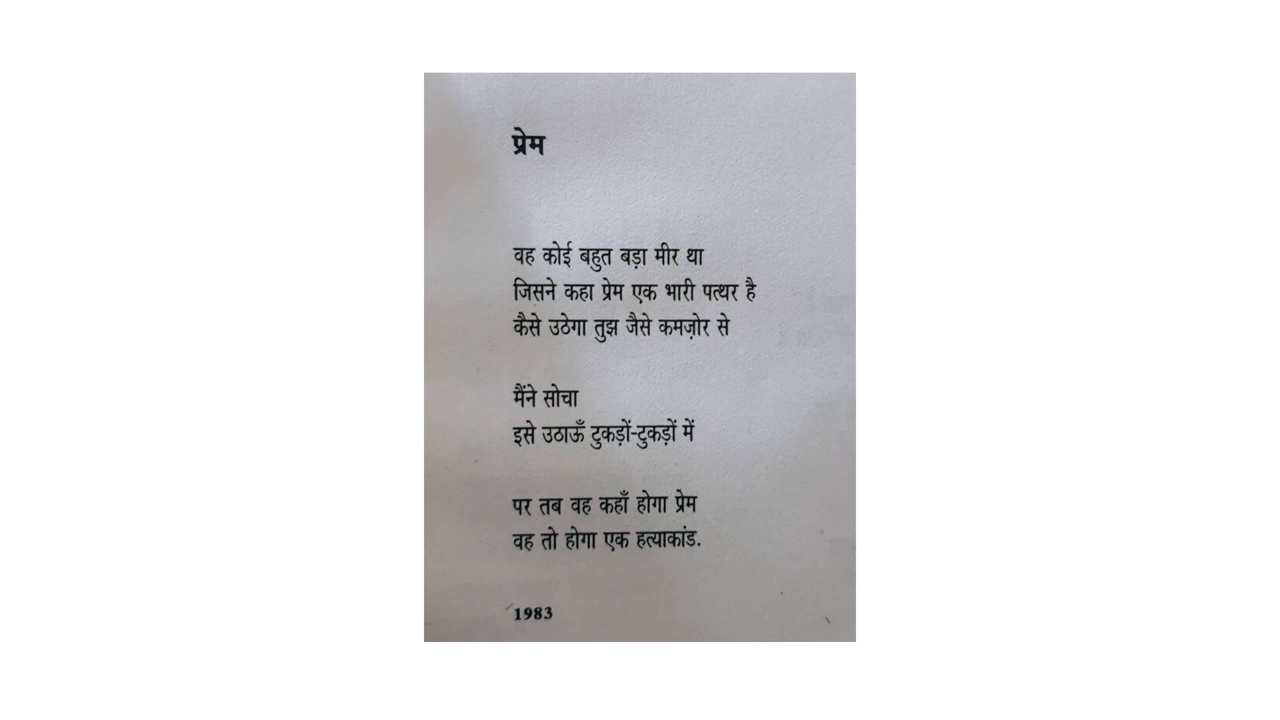 प्रेम
वह कोई बहुत बड़ा मीर था
जिसने कहा प्रेम एक भारी पत्थर है
कैसे उठेगा तुझ जैसे कमज़ोर से
मैंने सोचा
इसे उठाऊँ टुकड़ों-टुकड़ों में
पर तब वह कहाँ होगा प्रेम
वह तो होगा एक हत्याकांड.
1983